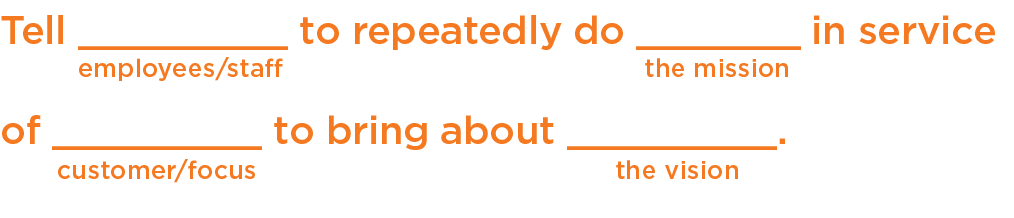 Tell __________ to repeatedly do ________ in service
employees/staff the mission
of __________ to bring about __________.
customer/focus the vision